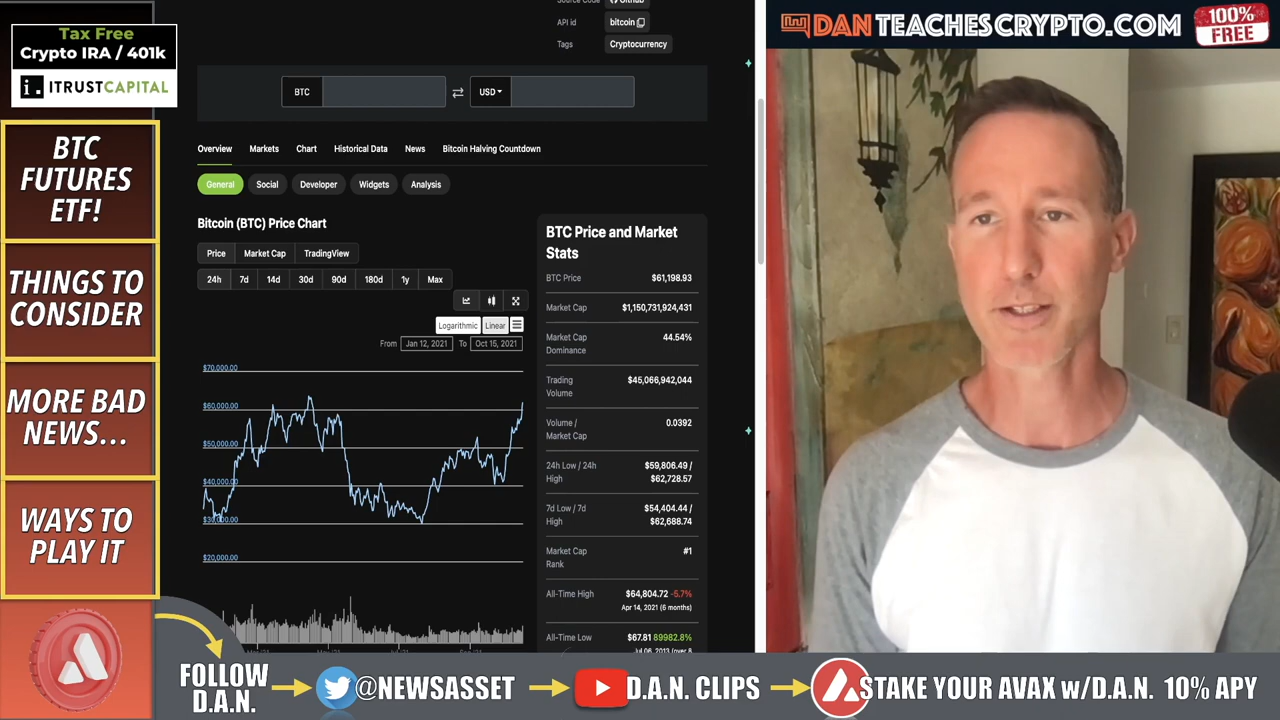 Tax Free
Crypto IRA / 401k
i. ITRUSTCAPITAL
BTC
FUTURES
ETF!
THINGS TO
CONSIDER
MORE BAD
NEWS...
WAYS TO
PLAY IT
API id bitcoin
Tags Cryptocurrency
BTC
USD
Overview Markets Chart Historical Data News Bitcoin Halving Countdown
General Social Developer Widgets Analysis
Bitcoin (BTC) Price Chart
Price Market Cap TradingView
24h 7d 14d 30d 90d 180d 1y Max
Logarithmic Linear
From Jan 12, 2021 To Oct 15, 2021
$70,000.00
$60,000.00
$50,000.00
$40,000.00
$30,000.00
$20,000.00
BTC Price and Market
Stats
BTC Price $61,198.93
Market Cap $1,150,731,924,431
Market Cap
Dominance
44.54%
Trading
Volume
$45,066,942,044
Volume /
Market Cap
0.0392
24h Low / 24h
High
$59,806.49 /
$62,728.57
7d Low / 7d
High
$54,404.44 /
$62,688.74
Market Cap
Rank
#1
All-Time High $64,804.72 -5.7%
Apr 14, 2021 (6 months)
All-Time Low $67.81 89982.8%
DANTEACHESCRYPTO.COM
100%
FREE
FOLLOW
D.A.N.
@NEWSASSET
D.A.N. CLIPS
STAKE YOUR AVAX w/D.A.N. 10% APY